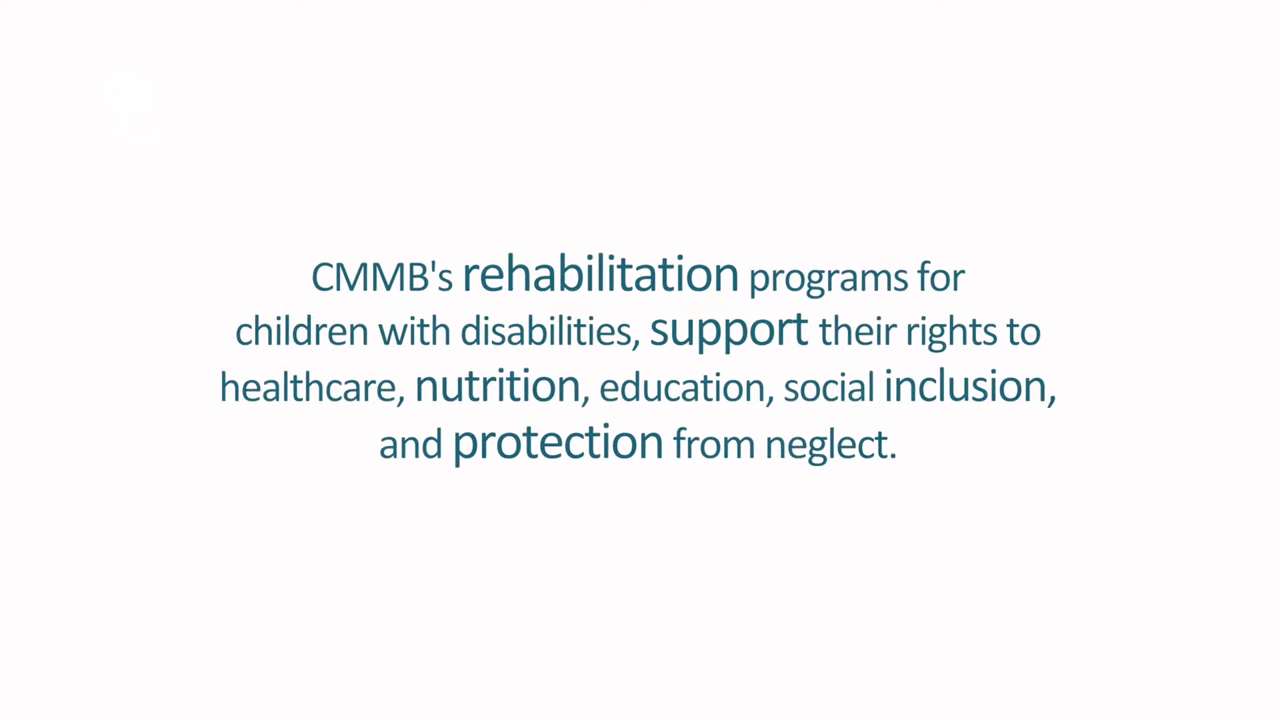 CMMB's rehabilitation programs for
children with disabilities, support their rights to
healthcare, nutrition, education, social inclusion,
and protection from neglect.